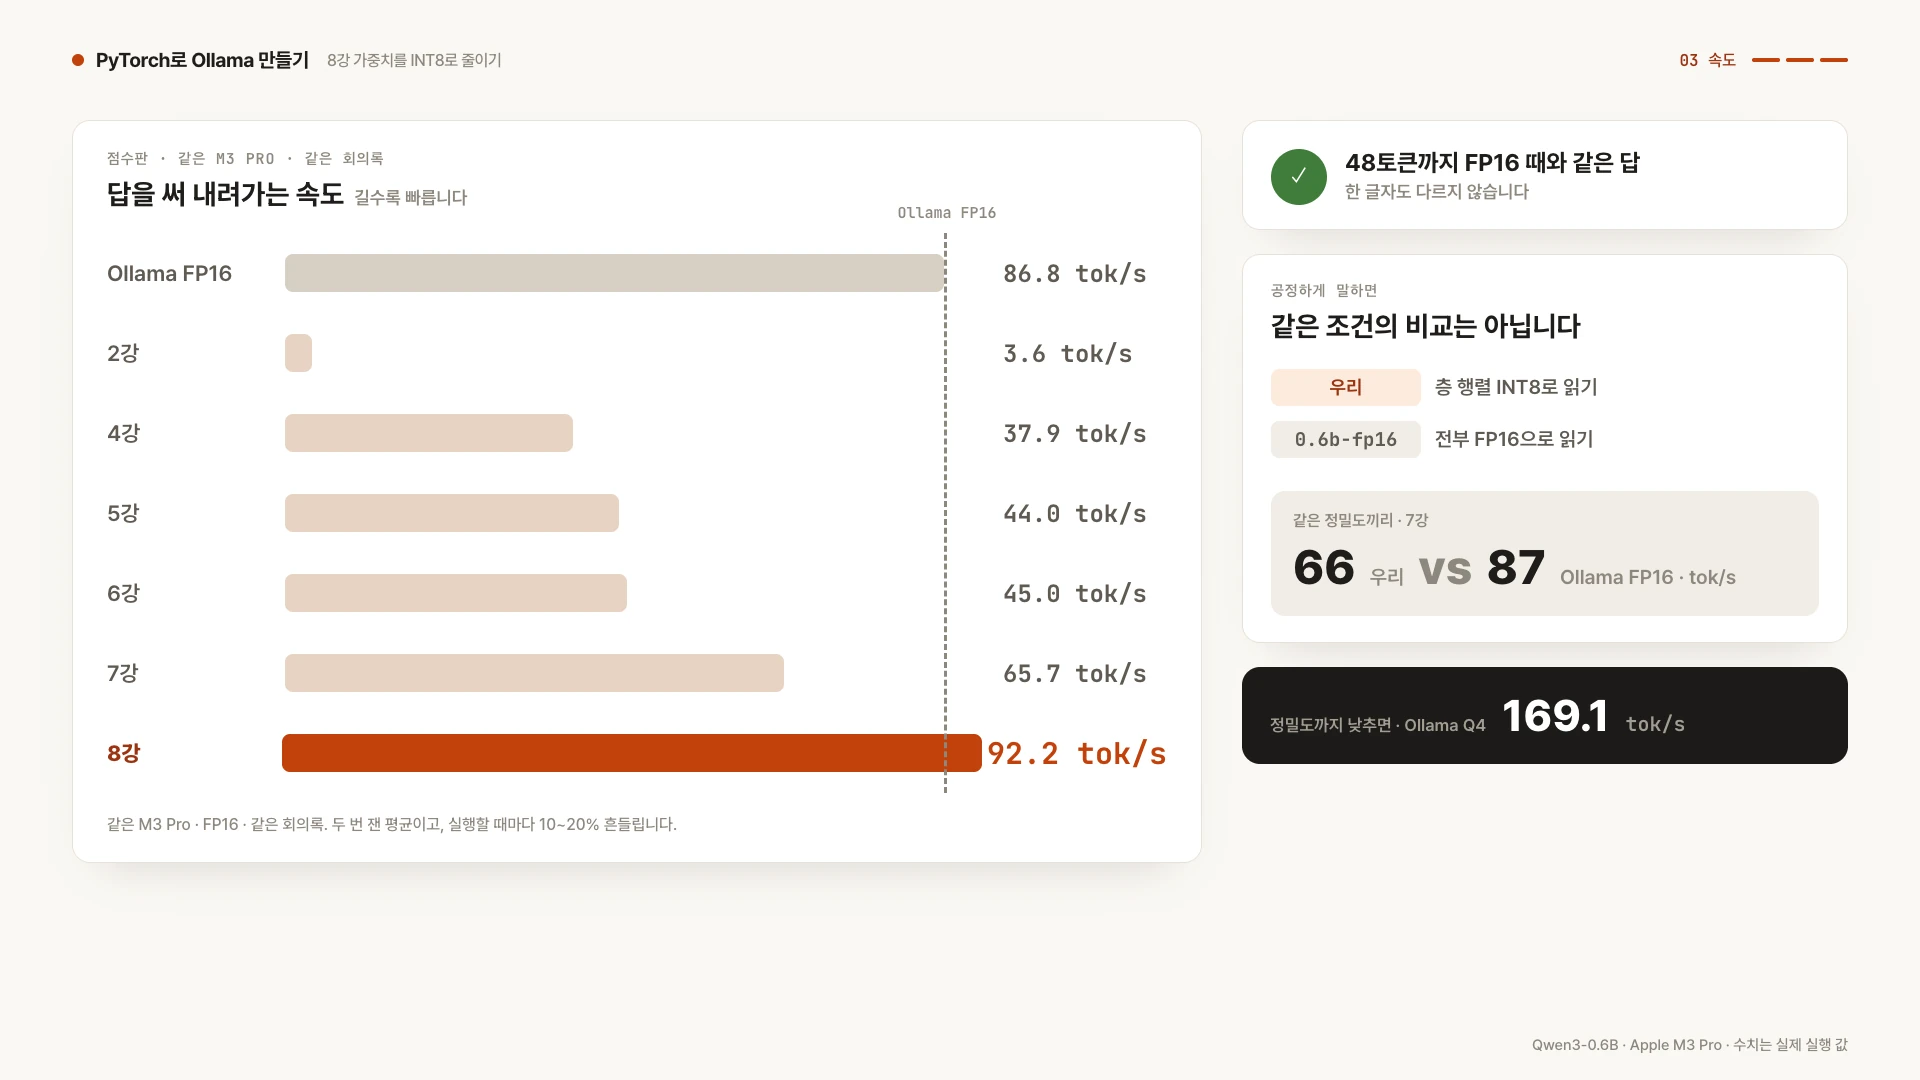 PyTorch로 Ollama 만들기 8강 가중치를 INT8로 줄이기
03 속도
점수판 · 같은 M3 PRO · 같은 회의록
답을 써 내려가는 속도 길수록 빠릅니다
Ollama FP16
Ollama FP16 86.8 tok/s
2강 3.6 tok/s
4강 37.9 tok/s
5강 44.0 tok/s
6강 45.0 tok/s
7강 65.7 tok/s
8강 92.2 tok/s
같은 M3 Pro · FP16 · 같은 회의록. 두 번 잰 평균이고, 실행할 때마다 10~20% 흔들립니다.
✓
48토큰까지 FP16 때와 같은 답
한 글자도 다르지 않습니다
공정하게 말하면
같은 조건의 비교는 아닙니다
우리 층 행렬 INT8로 읽기
0.6b-fp16 전부 FP16으로 읽기
같은 정밀도끼리 · 7강
66 우리 vs 87 Ollama FP16 · tok/s
정밀도까지 낮추면 · Ollama Q4 169.1 tok/s
Qwen3-0.6B · Apple M3 Pro · 수치는 실제 실행 값